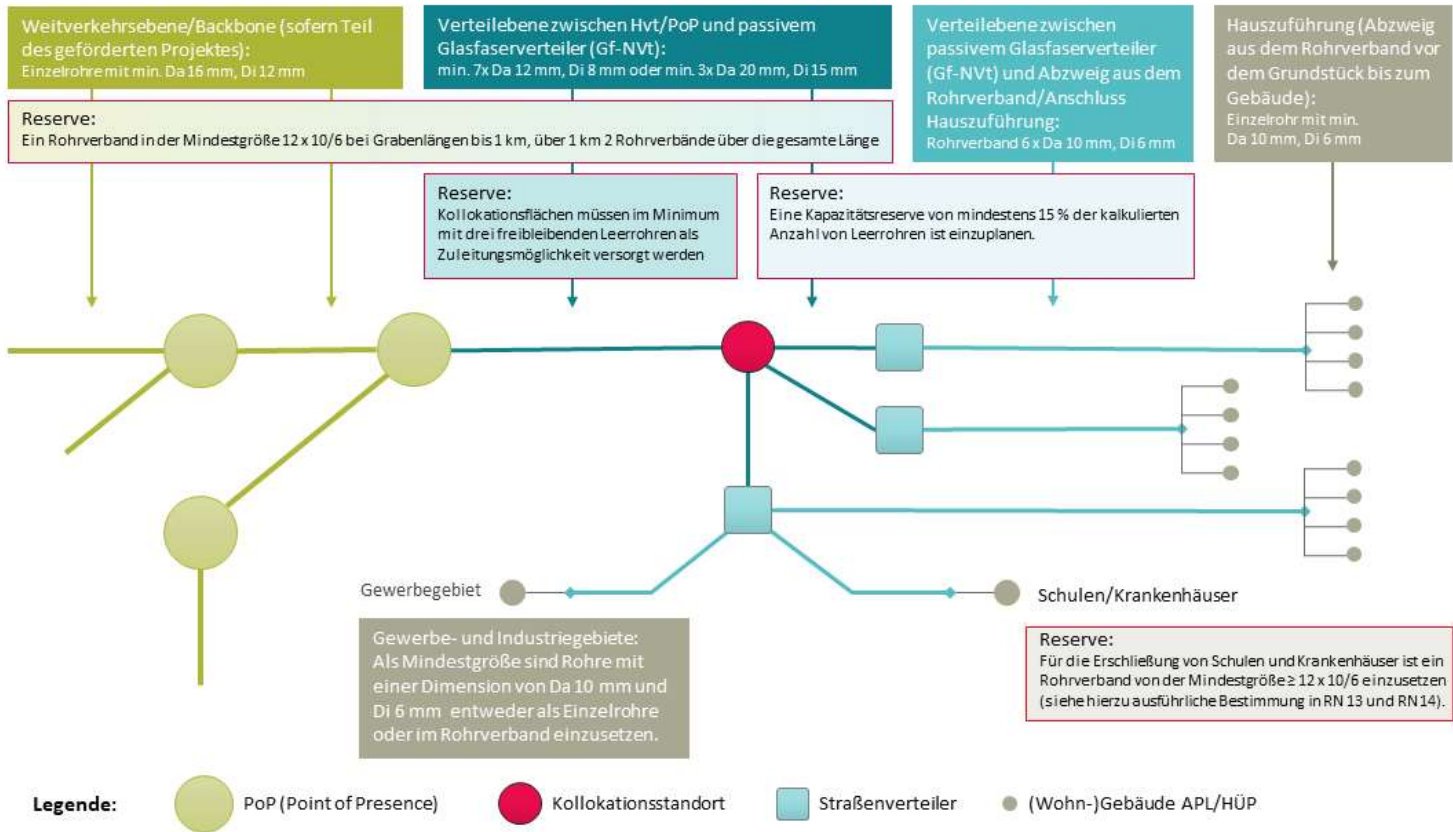 Weitverkehrsebene/Backbone (sofern Teil
des geförderten Projektes):
Einzelrohre mit min. Da 16 mm, Di 12 mm
Verteilebene zwischen Hvt/PoP und passivem
Glasfaserverteiler (Gf-NVt):
min. 7x Da 12 mm, Di 8 mm oder min. 3x Da 20 mm, Di 15 mm
Verteilebene zwischen
passivem Glasfaserverteiler
(Gf-NVt) und Abzweig aus dem
Rohrverband/Anschluss
Hauszuführung:
Rohrverband 6 x Da 10 mm, Di 6 mm
Hauszuführung (Abzweig
aus dem Rohrverband vor
dem Grundstück bis zum
Gebäude):
Einzelrohr mit min.
Da 10 mm, Di 6 mm
Reserve:
Ein Rohrverband in der Mindestgröße 12 x 10/6 bei Grabenlängen bis 1 km, über 1 km 2 Rohrverbände über die gesamte Länge
Reserve:
Kollokationsflächen müssen im Minimum
mit drei freibleibenden Leerrohren als
Zuleitungsmöglichkeit versorgt werden
Reserve:
Eine Kapazitätsreserve von mindestens 15 % der kalkulierten
Anzahl von Leerrohren ist einzuplanen.
Gewerbegebiet
Schulen/Krankenhäuser
Gewerbe- und Industriegebiete:
Als Mindestgröße sind Rohre mit
einer Dimension von Da 10 mm und
Di 6 mm entweder als Einzelrohre
oder im Rohrverband einzusetzen.
Reserve:
Für die Erschließung von Schulen und Krankenhäuser ist ein
Rohrverband von der Mindestgröße ≥ 12 x 10/6 einzusetzen
(siehe hierzu ausführliche Bestimmung in RN 13 und RN 14).
Legende:
PoP (Point of Presence)
Kollokationsstandort
Straßenverteiler
(Wohn-)Gebäude APL/HÜP